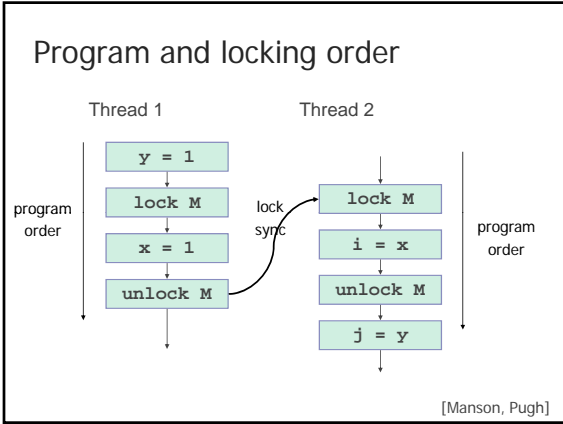 Program and locking order
Thread 1
Thread 2
program
order
y = 1
lock M
x = 1
unlock M
lock
sync
lock M
i = x
unlock M
j = y
program
order
[Manson, Pugh]